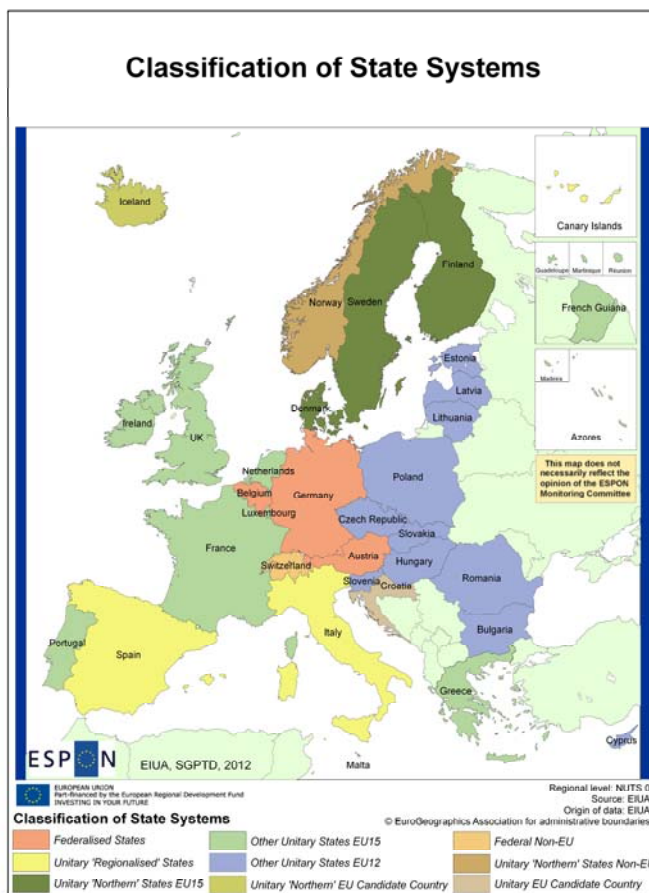 Classification of State Systems
Iceland
Canary Islands
Guadeloupe
Martinique
Réunion
French Guiana
Madeira
Azores
This map does not
necessarily reflect the
opinion of the ESPON
Monitoring Committee
Finland
Norway
Sweden
Estonia
Latvia
Lithuania
Denmark
Ireland
UK
Netherlands
Belgium
Germany
Poland
Luxembourg
Czech Republic
Slovakia
France
Austria
Switzerland
Hungary
Slovenia
Croatia
Romania
Italy
Bulgaria
Portugal
Spain
Greece
Cyprus
Malta
ESPON
EIUA, SGPTD, 2012
EUROPEAN UNION
Part-financed by the European Regional Development Fund
INVESTING IN YOUR FUTURE
Regional level: NUTS 0
Source: EIUA
Origin of data: EIUA
© EuroGeographics Association for administrative boundaries
Classification of State Systems
Federalised States
Other Unitary States EU15
Federal Non-EU
Unitary 'Regionalised' States
Other Unitary States EU12
Unitary 'Northern' States Non-EU
Unitary 'Northern' States EU15
Unitary 'Northern' EU Candidate Country
Unitary EU Candidate Country